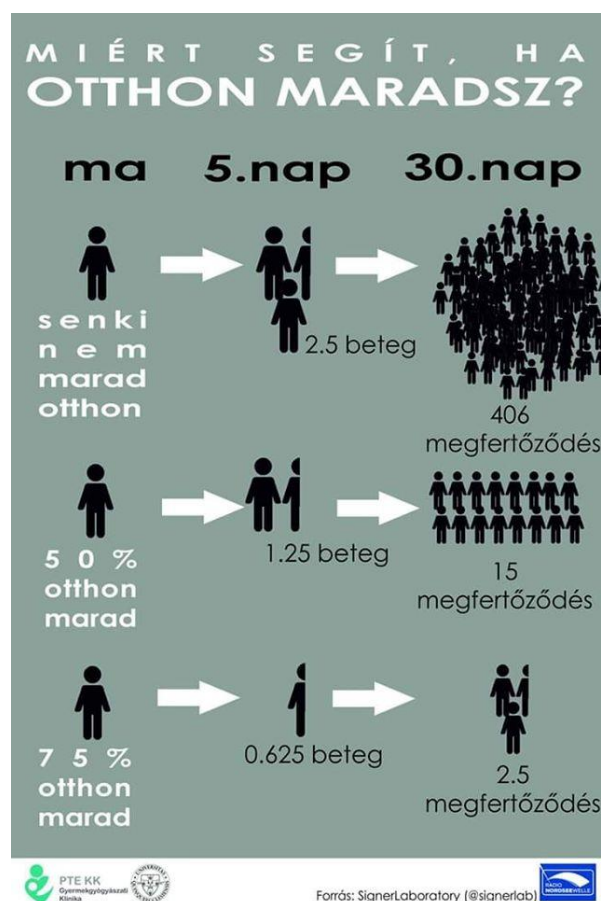 MIÉRT SEGÍT, HA
OTTHON MARADSZ?
ma 5.nap 30.nap
senki
nem
marad
otthon
2.5 beteg
406
megfertőződés
50%
otthon
marad
1.25 beteg
15
megfertőződés
75%
otthon
marad
0.625 beteg
2.5
megfertőződés
PTE KK
Gyermekgyógyászati
Klinika
Forrás: SignerLaboratory (@signerlab)
RADIO
NORDSEEWELLE